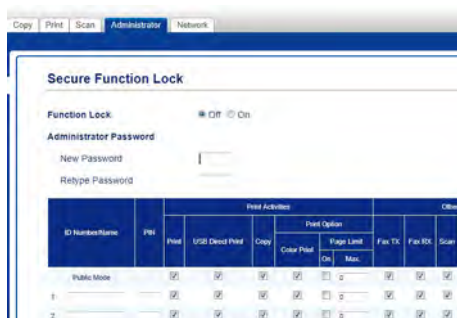 Copy Print Scan Administrator Network
Secure Function Lock
Function Lock Off On
Administrator Password
New Password
Retype Password
Print Activities Othe
Print Option
ID Number/Name PIN Print USB Direct Print Copy Color Print Page Limit Fax TX Fax RX Scan
On Max.
Public Mode 0
1 0
2 0